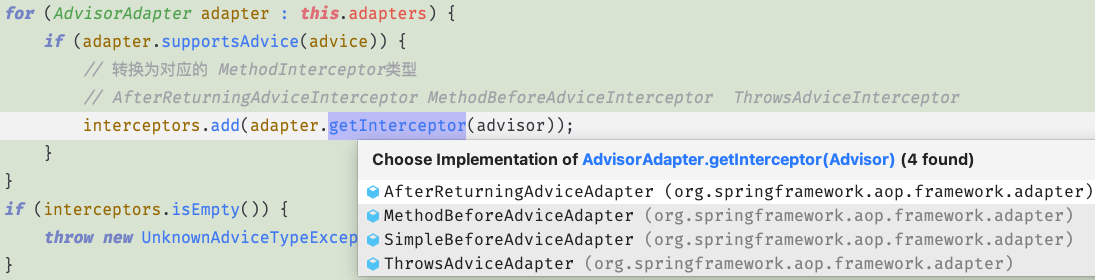 for (AdvisorAdapter adapter : this.adapters) {
if (adapter.supportsAdvice(advice)) {
// 转换为对应的 MethodInterceptor类型
// AfterReturningAdviceInterceptor MethodBeforeAdviceInterceptor  ThrowsAdviceInterceptor
interceptors.add(adapter.getInterceptor(advisor));
}
}
if (interceptors.isEmpty()) {
throw new UnknownAdviceTypeExcep
}
Choose Implementation of AdvisorAdapter.getInterceptor(Advisor) (4 found)
AfterReturningAdviceAdapter (org.springframework.aop.framework.adapter)
MethodBeforeAdviceAdapter (org.springframework.aop.framework.adapter)
SimpleBeforeAdviceAdapter (org.springframework.aop.framework.adapter)
ThrowsAdviceAdapter (org.springframework.aop.framework.adapter)